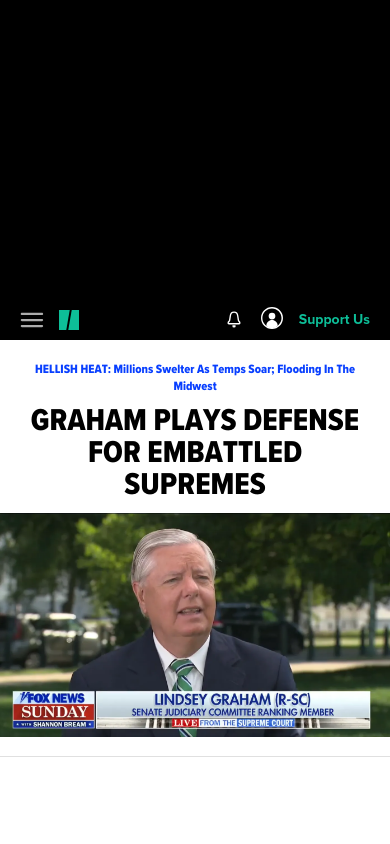 Support Us
HELLISH HEAT: Millions Swelter As Temps Soar; Flooding In The
Midwest
GRAHAM PLAYS DEFENSE
FOR EMBATTLED
SUPREMES
FOX NEWS
SUNDAY
WITH SHANNON BREAM
LINDSEY GRAHAM (R-SC)
SENATE JUDICIARY COMMITTEE RANKING MEMBER
LIVE FROM THE SUPREME COURT